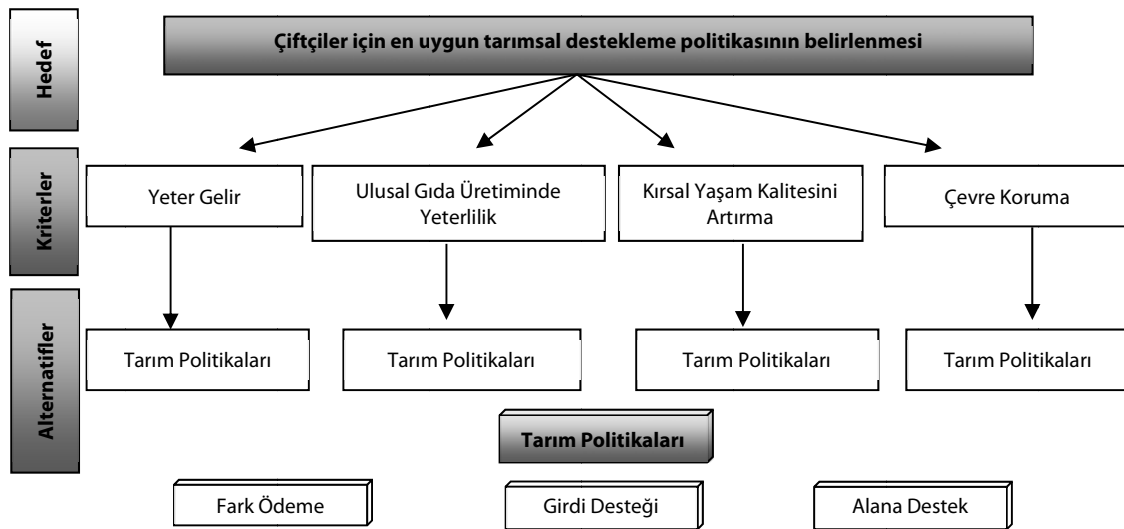 Hedef
Çiftçiler için en uygun tarımsal destekleme politikasının belirlenmesi
Kriterler
Yeter Gelir
Ulusal Gıda Üretiminde
Yeterlilik
Kırsal Yaşam Kalitesini
Artırma
Çevre Koruma
Alternatifler
Tarım Politikaları
Tarım Politikaları
Tarım Politikaları
Tarım Politikaları
Tarım Politikaları
Fark Ödeme
Girdi Desteği
Alana Destek